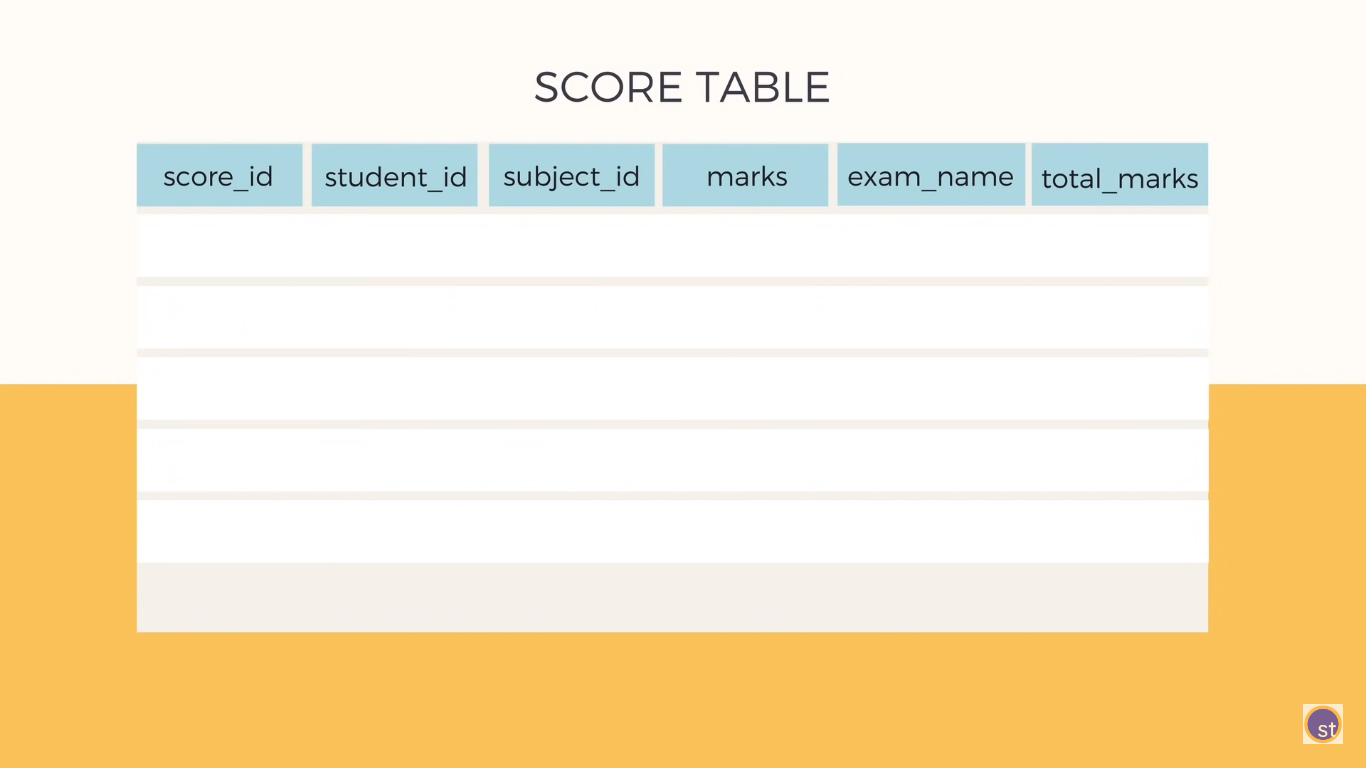 SCORE TABLE
score_id student_id subject_id marks exam_name total_marks
st